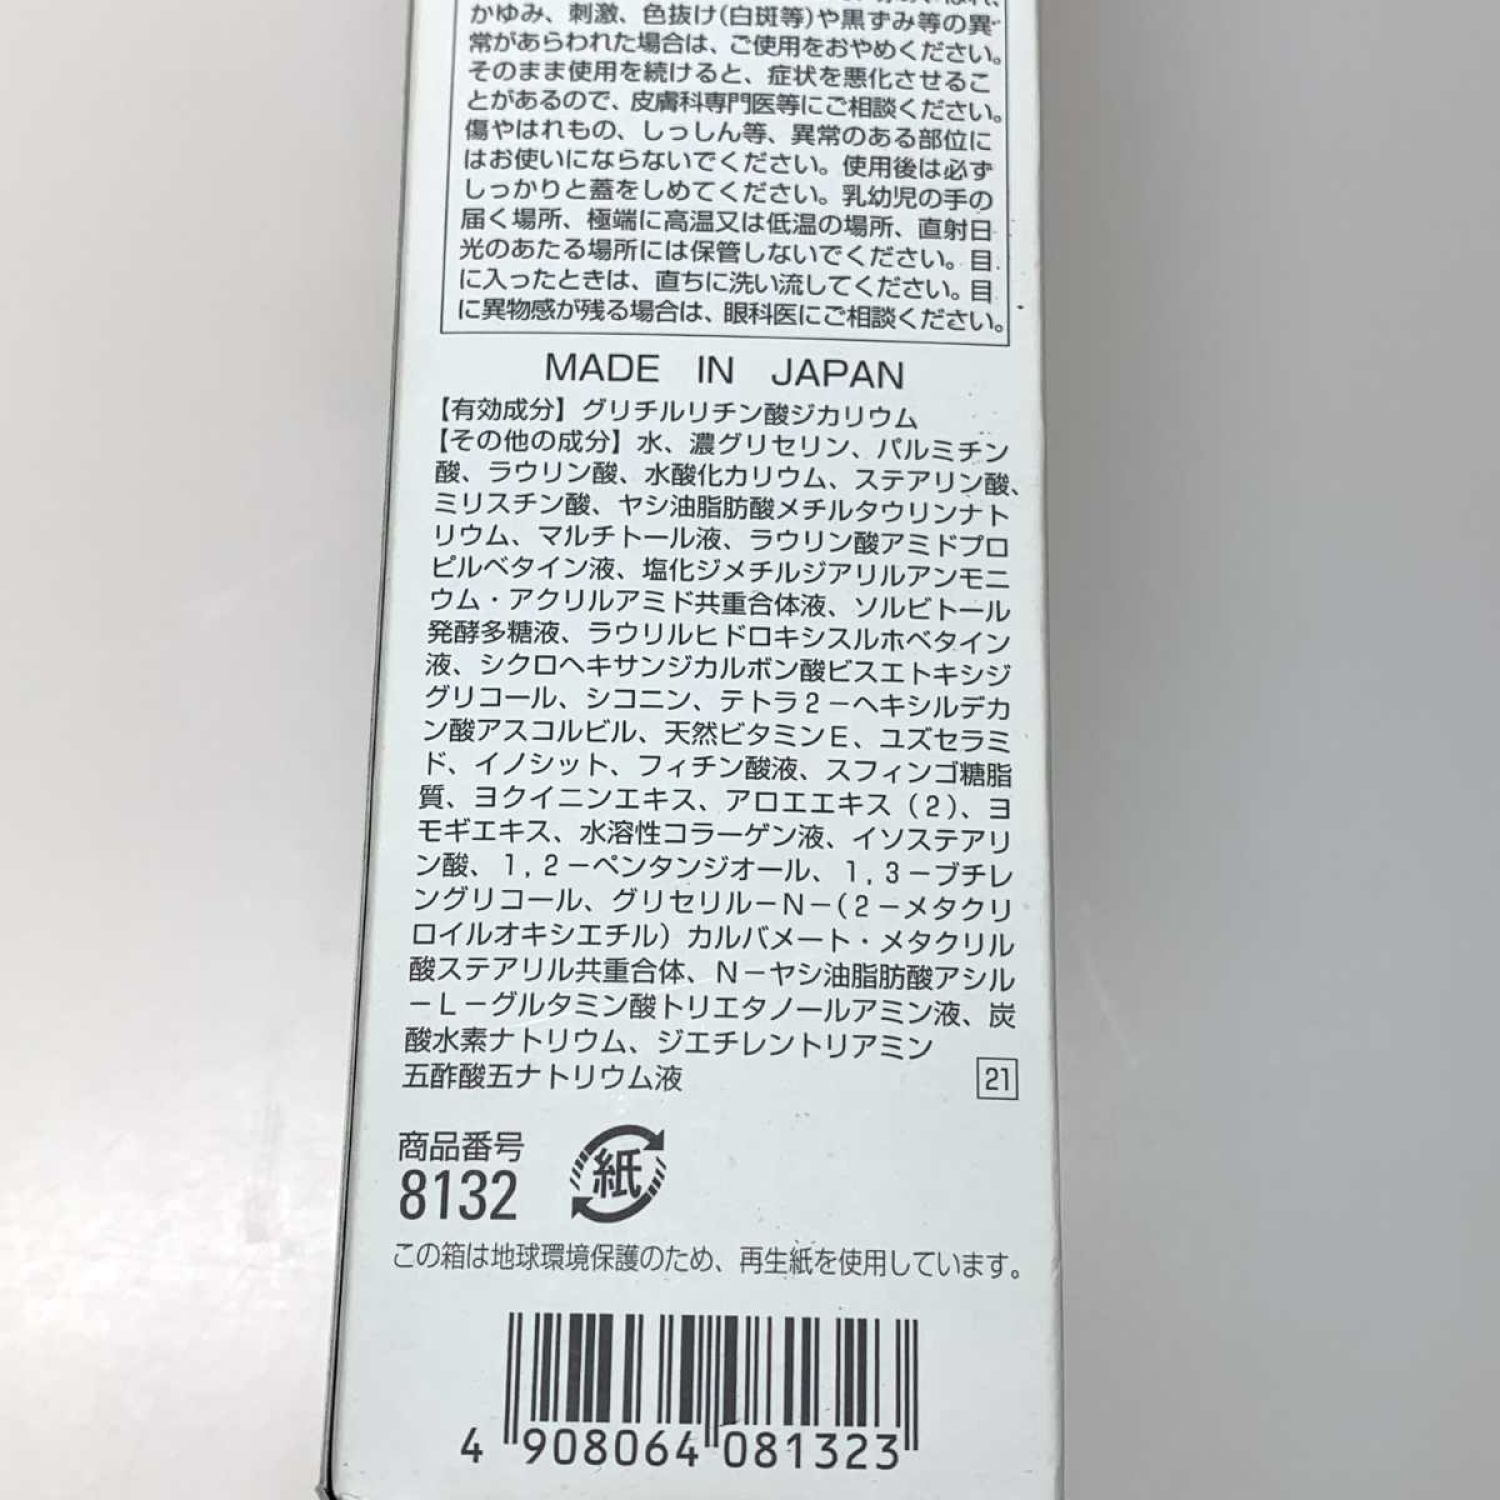 かゆみ、刺激、色抜け(白斑等)や黒ずみ等の異
常があらわれた場合は、ご使用をおやめください。
そのまま使用を続けると、症状を悪化させるこ
とがあるので、皮膚科専門医等にご相談ください。
傷やはれもの、しっしん等、異常のある部位に
はお使いにならないでください。使用後は必ず
しっかりと蓋をしめてください。乳幼児の手の
届く場所、極端に高温又は低温の場所、直射日
光のあたる場所には保管しないでください。目
に入ったときは、直ちに洗い流してください。目
に異物感が残る場合は、眼科医にご相談ください。
MADE IN JAPAN
【有効成分】グリチルリチン酸ジカリウム
【その他の成分】水、濃グリセリン、パルミチン
酸、ラウリン酸、水酸化カリウム、ステアリン酸、
ミリスチン酸、ヤシ油脂肪酸メチルタウリンナト
リウム、マルチトール液、ラウリン酸アミドプロ
ピルベタイン液、塩化ジメチルジアリルアンモニ
ウム・アクリルアミド共重合体液、ソルビトール
発酵多糖液、ラウリルヒドロキシスルホベタイン
液、シクロヘキサンジカルボン酸ビスエトキシジ
グリコール、シコニン、テトラ2－ヘキシルデカ
ン酸アスコルビル、天然ビタミンE、ユズセラミ
ド、イノシット、フィチン酸液、スフィンゴ糖脂
質、ヨクイニンエキス、アロエエキス（2）、ヨ
モギエキス、水溶性コラーゲン液、イソステアリ
ン酸、1,2－ペンタンジオール、1,3－ブチレ
ングリコール、グリセリル－N－(2－メタクリ
ロイルオキシエチル）カルバメート・メタクリル
酸ステアリル共重合体、N－ヤシ油脂肪酸アシル
－L－グルタミン酸トリエタノールアミン液、炭
酸水素ナトリウム、ジエチレントリアミン
五酢酸五ナトリウム液
21
商品番号
8132
紙
この箱は地球環境保護のため、再生紙を使用しています。
4 908064 081323